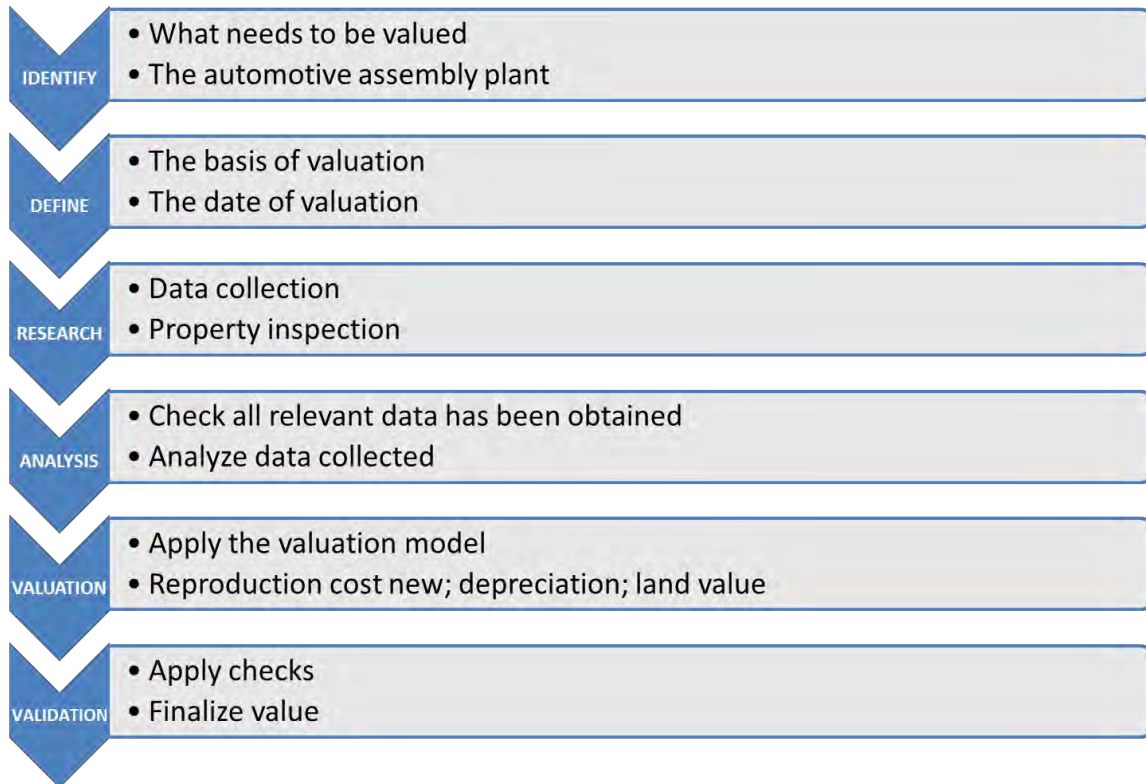 IDENTIFY
• What needs to be valued
• The automotive assembly plant
DEFINE
• The basis of valuation
• The date of valuation
RESEARCH
• Data collection
• Property inspection
ANALYSIS
• Check all relevant data has been obtained
• Analyze data collected
VALUATION
• Apply the valuation model
• Reproduction cost new; depreciation; land value
VALIDATION
• Apply checks
• Finalize value